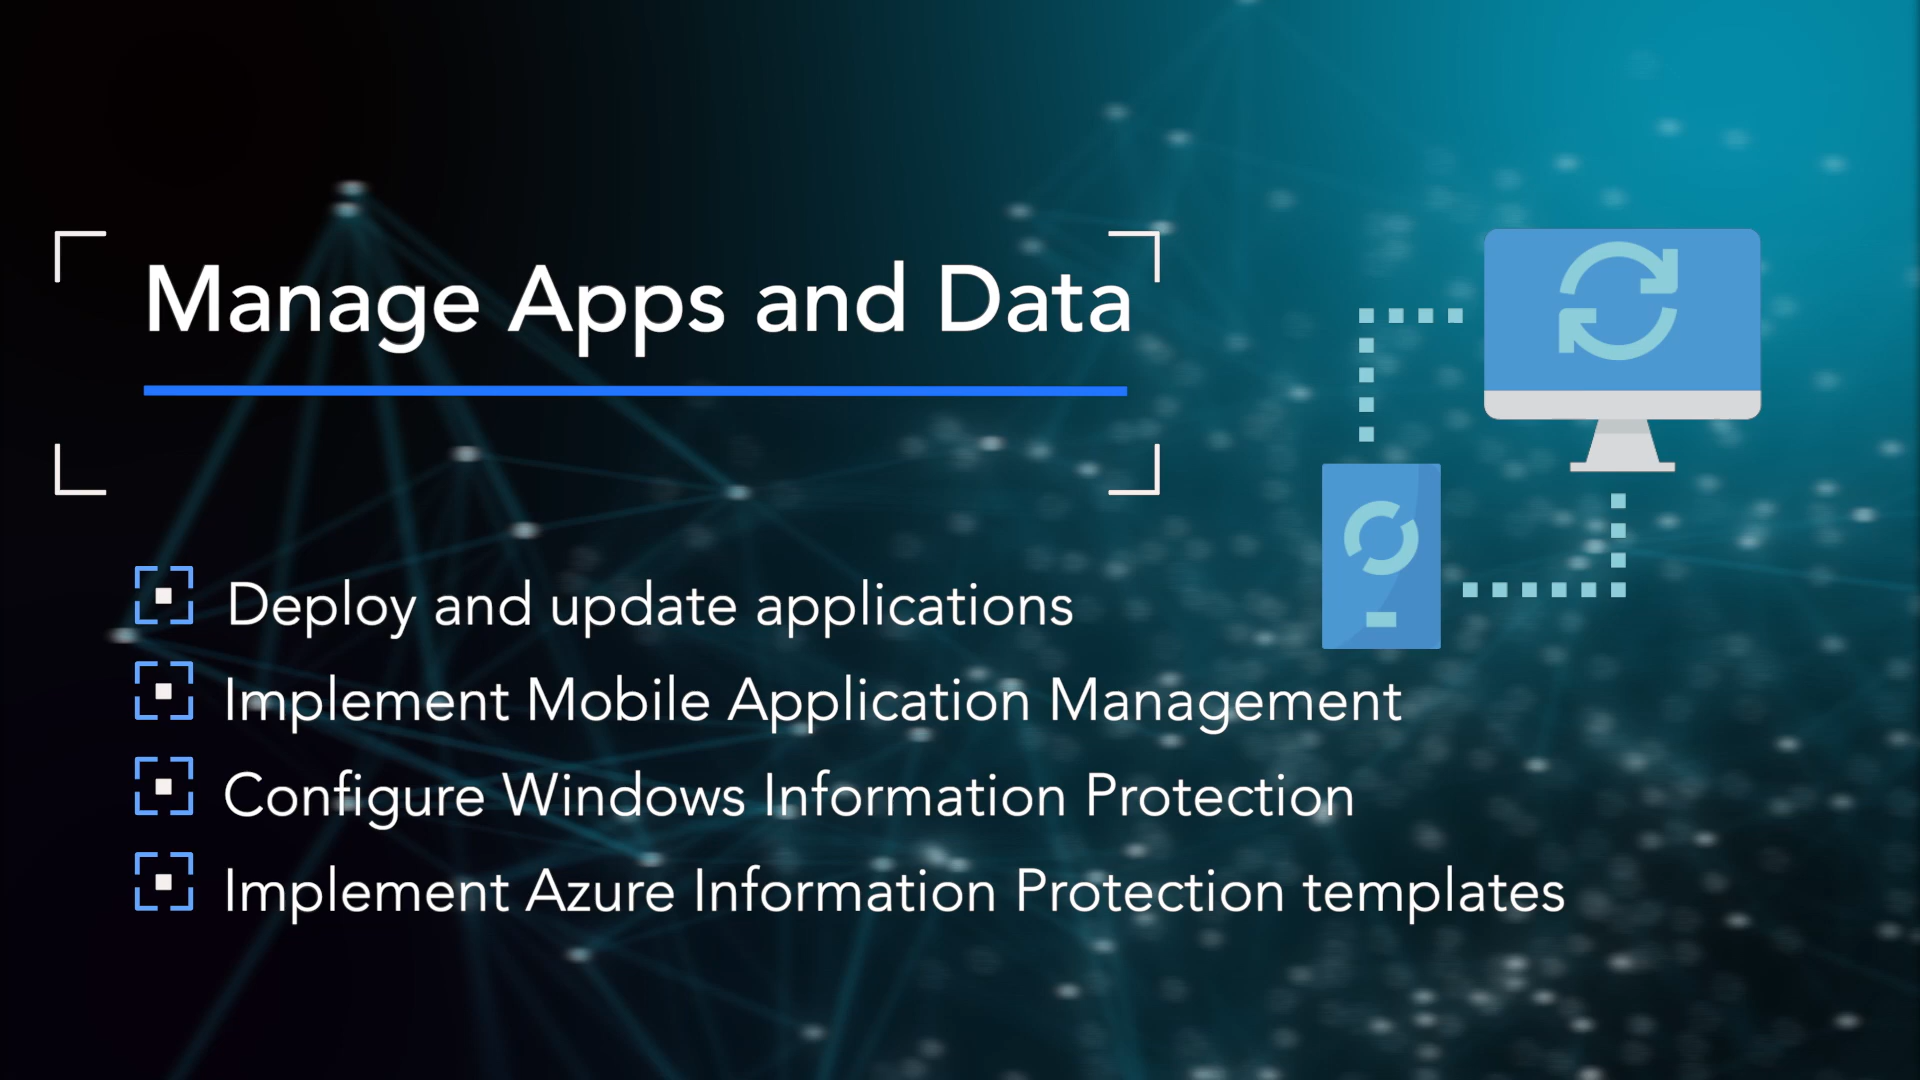 Manage Apps and Data
Deploy and update applications
Implement Mobile Application Management
Configure Windows Information Protection
Implement Azure Information Protection templates